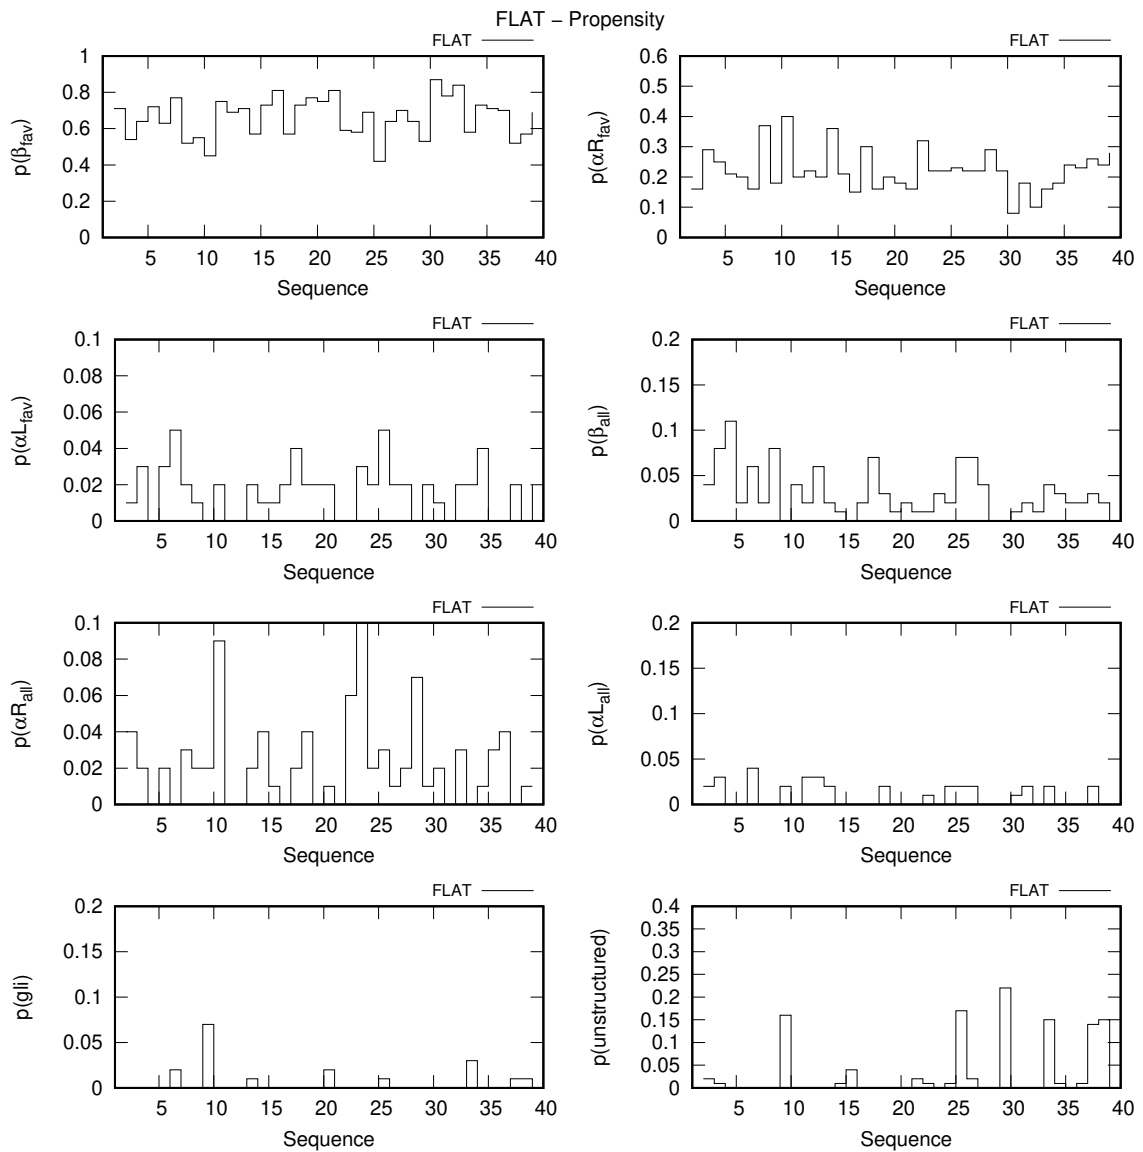 FLAT – Propensity
FLAT
p(βfav)
1
0.8
0.6
0.4
0.2
0
5 10 15 20 25 30 35 40
Sequence
FLAT
p(αRfav)
0.6
0.5
0.4
0.3
0.2
0.1
0
5 10 15 20 25 30 35 40
Sequence
FLAT
p(αLfav)
0.1
0.08
0.06
0.04
0.02
0
5 10 15 20 25 30 35 40
Sequence
FLAT
p(βall)
0.2
0.15
0.1
0.05
0
5 10 15 20 25 30 35 40
Sequence
FLAT
p(αRall)
0.1
0.08
0.06
0.04
0.02
0
5 10 15 20 25 30 35 40
Sequence
FLAT
p(αLall)
0.2
0.15
0.1
0.05
0
5 10 15 20 25 30 35 40
Sequence
FLAT
p(gli)
0.2
0.15
0.1
0.05
0
5 10 15 20 25 30 35 40
Sequence
FLAT
p(unstructured)
0.4
0.35
0.3
0.25
0.2
0.15
0.1
0.05
0
5 10 15 20 25 30 35 40
Sequence